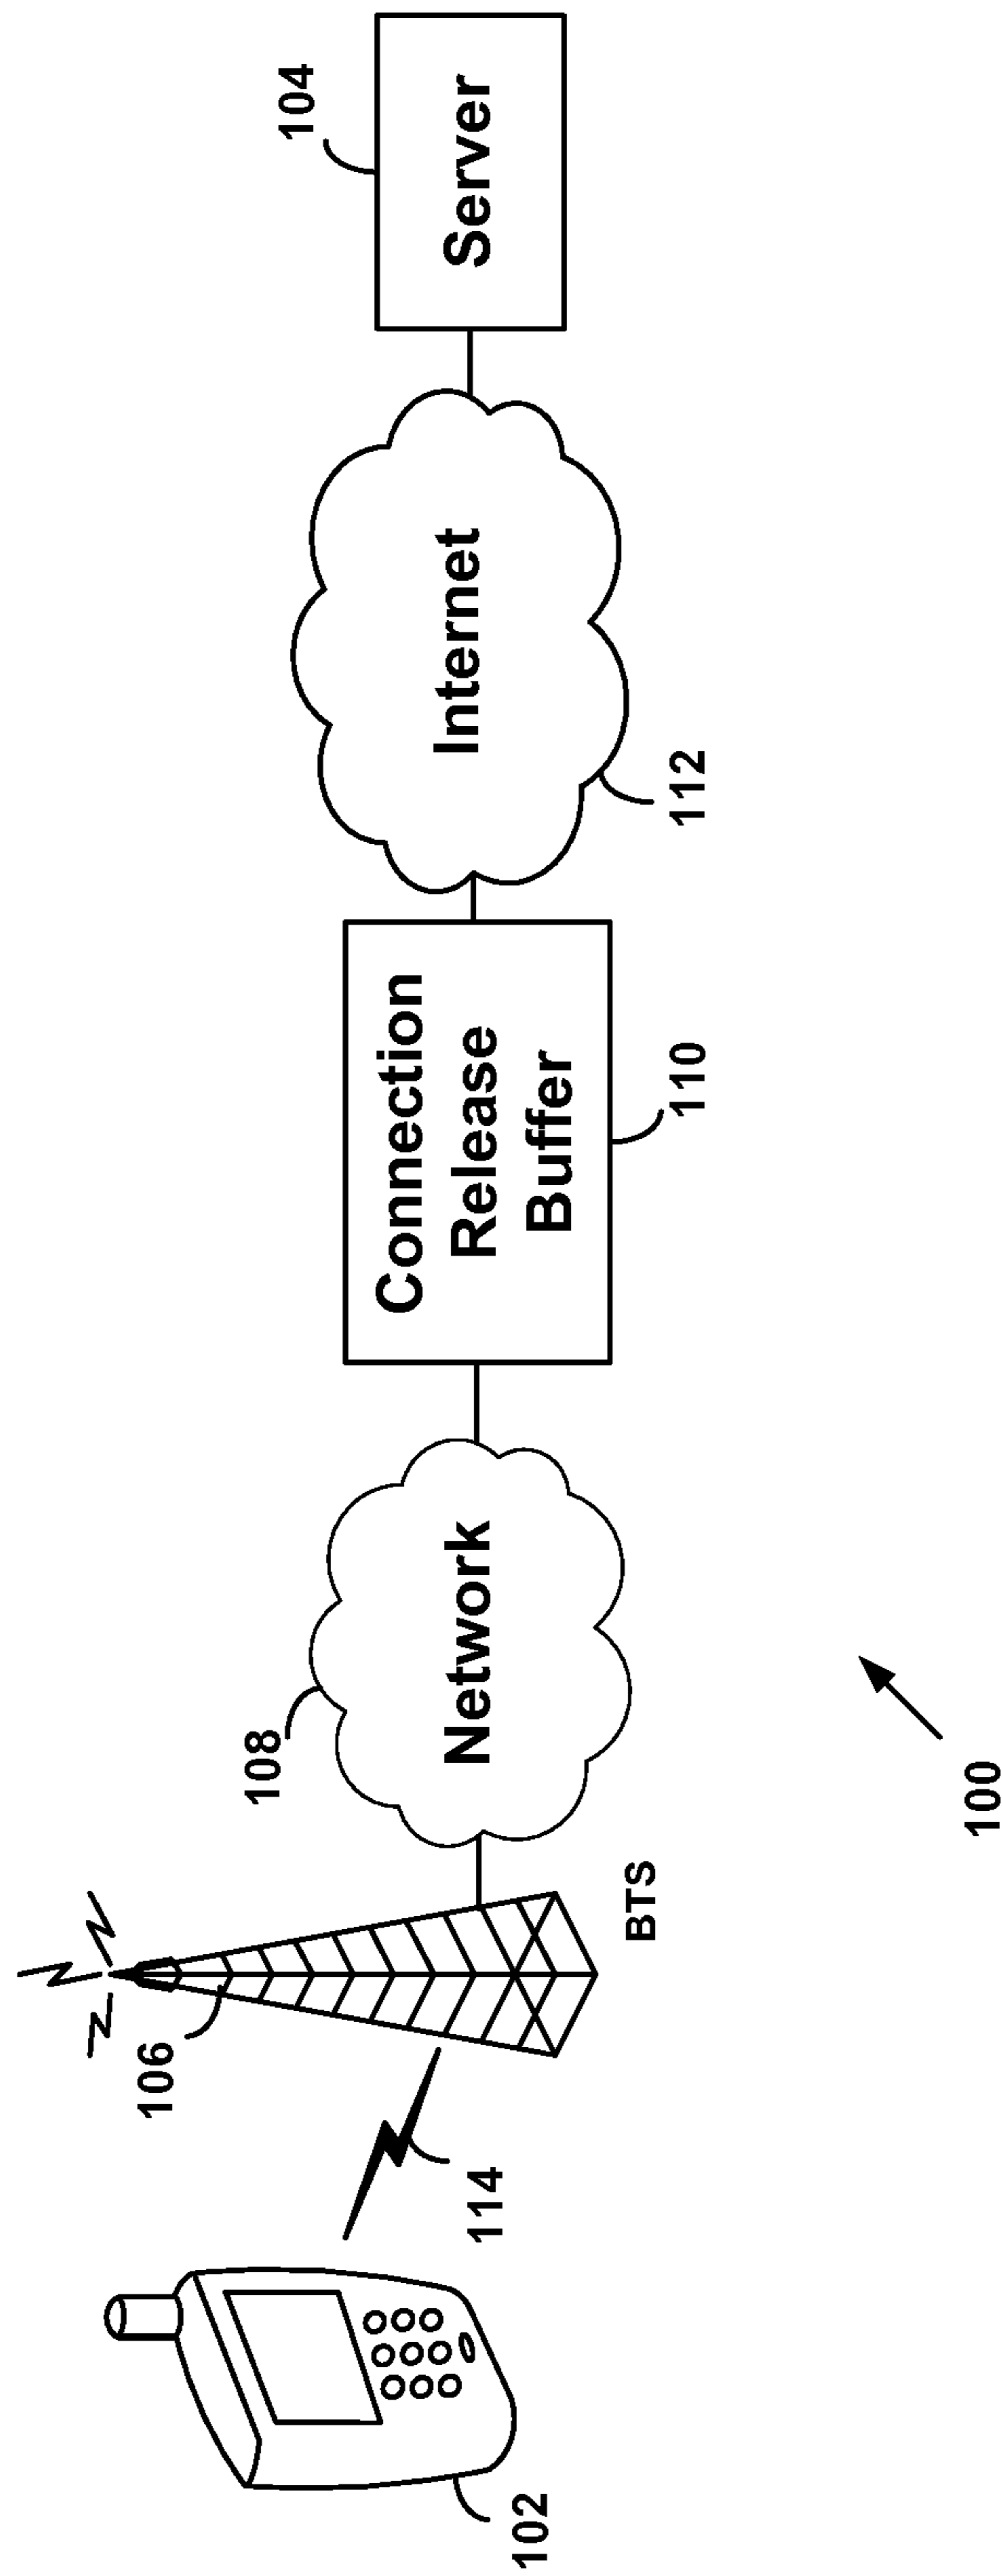 102
114
106
BTS
108
Network
Connection
Release
Buffer
110
Internet
112
104
Server
100